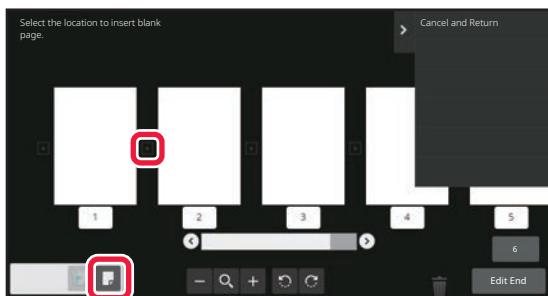 Select the location to insert blank
page.
Cancel and Return
1
2
3
4
5
6
Edit End